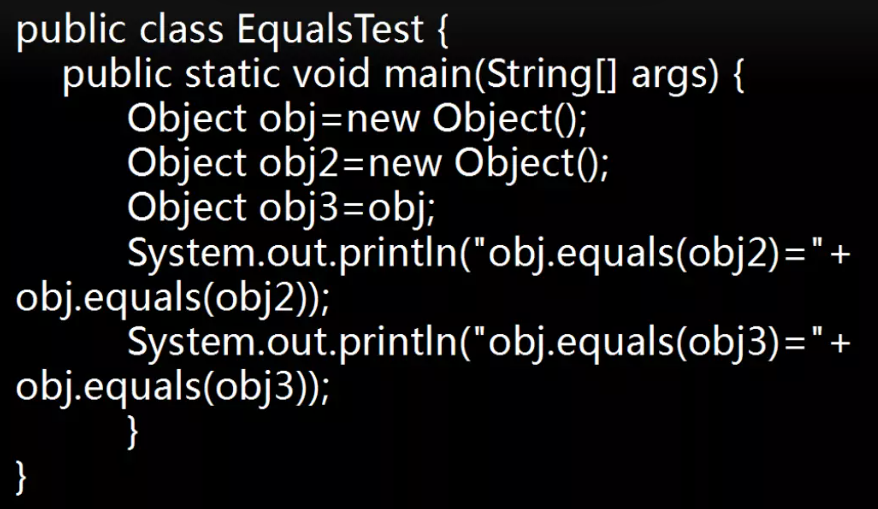 public class EqualsTest {
public static void main(String[] args) {
Object obj=new Object();
Object obj2=new Object();
Object obj3=obj;
System.out.println("obj.equals(obj2)="+
obj.equals(obj2));
System.out.println("obj.equals(obj3)="+
obj.equals(obj3));
}
}